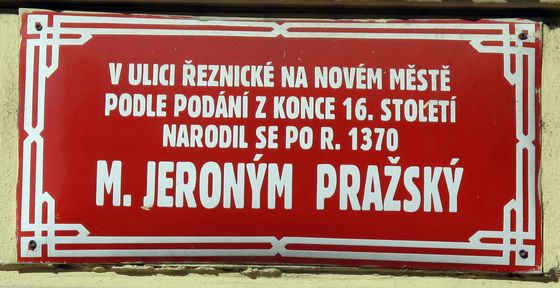 V ULICI ŘEZNICKÉ NA NOVÉM MĚSTĚ
PODLE PODÁNÍ Z KONCE 16. STOLETÍ
NARODIL SE PO R. 1370
M. JERONÝM PRAŽSKÝ